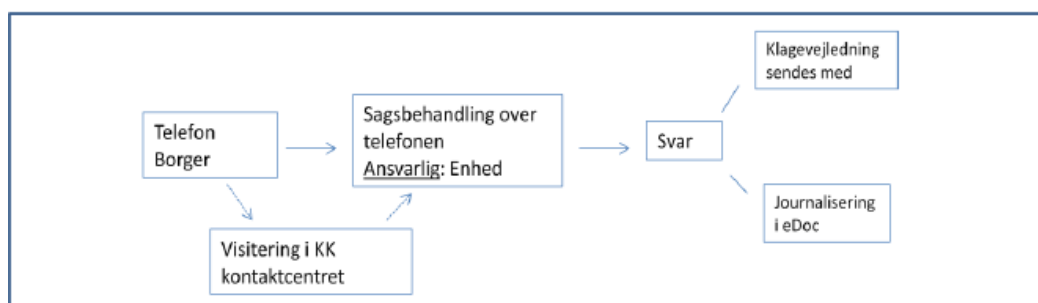 Telefon
Borger
Visitering i KK
kontaktcentret
Sagsbehandling over
telefonen
Ansvarlig: Enhed
Svar
Klagevejledning
sendes med
Journalisering
i eDoc